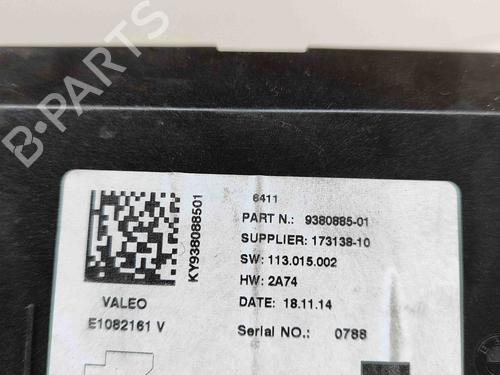 B-PARTS
6411
PART N.: 9380885-01
SUPPLIER: 173138-10
SW: 113.015.002
HW: 2A74
DATE: 18.11.14
Serial NO.: 0788
KY938088501
VALEO
E1082161 V